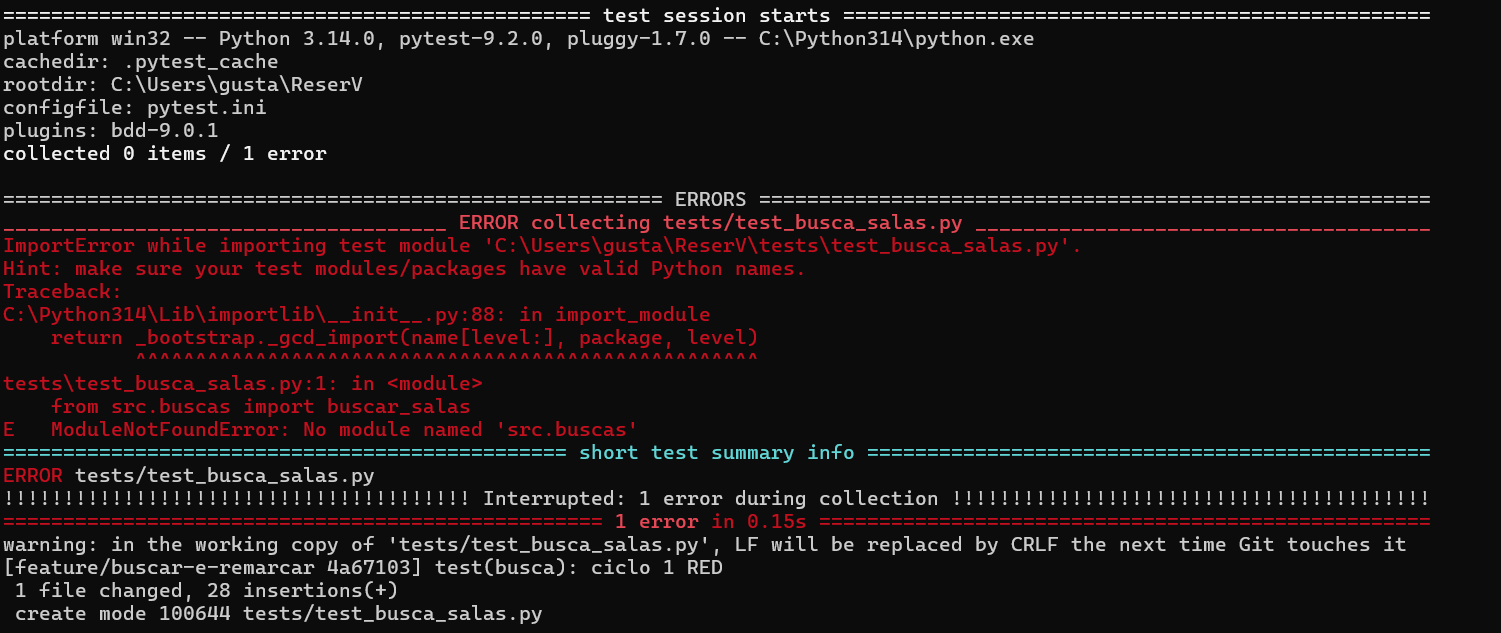 ================================================= test session starts =================================================
platform win32 -- Python 3.14.0, pytest-9.2.0, pluggy-1.7.0 -- C:\Python314\python.exe
cachedir: .pytest_cache
rootdir: C:\Users\gusta\ReserV
configfile: pytest.ini
plugins: bdd-9.0.1
collected 0 items / 1 error
======================================================= ERRORS ========================================================
_____________________________________ ERROR collecting tests/test_busca_salas.py ______________________________________
ImportError while importing test module 'C:\Users\gusta\ReserV\tests\test_busca_salas.py'.
Hint: make sure your test modules/packages have valid Python names.
Traceback:
C:\Python314\Lib\importlib\__init__.py:88: in import_module
    return _bootstrap._gcd_import(name[level:], package, level)
           ^^^^^^^^^^^^^^^^^^^^^^^^^^^^^^^^^^^^^^^^^^^^^^^^^^^^
tests\test_busca_salas.py:1: in <module>
    from src.buscas import buscar_salas
E   ModuleNotFoundError: No module named 'src.buscas'
=============================================== short test summary info ===============================================
ERROR tests/test_busca_salas.py
!!!!!!!!!!!!!!!!!!!!!!!!!!!!!!!!!!!!!!! Interrupted: 1 error during collection !!!!!!!!!!!!!!!!!!!!!!!!!!!!!!!!!!!!!!!!
================================================== 1 error in 0.15s ===================================================
warning: in the working copy of 'tests/test_busca_salas.py', LF will be replaced by CRLF the next time Git touches it
[feature/buscar-e-remarcar 4a67103] test(busca): ciclo 1 RED
 1 file changed, 28 insertions(+)
 create mode 100644 tests/test_busca_salas.py